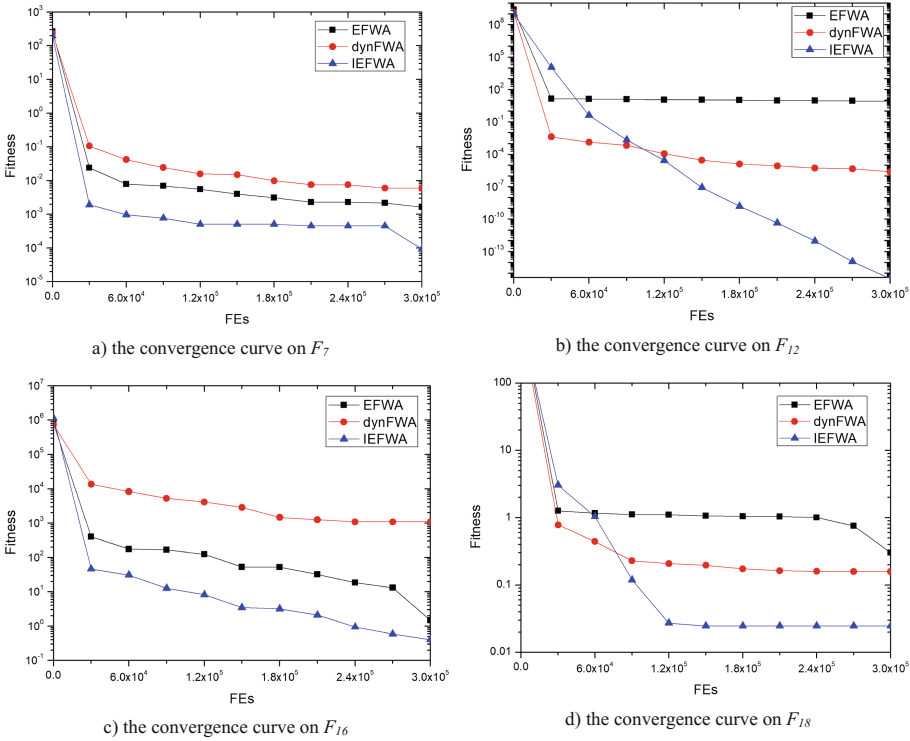 10³
10²
10¹
10⁰
10⁻¹
10⁻²
10⁻³
10⁻⁴
10⁻⁵
Fitness
EFWA
dynFWA
IEFWA
0.0 6.0x10⁴ 1.2x10⁵ 1.8x10⁵ 2.4x10⁵ 3.0x10⁵
FEs
a) the convergence curve on F₇
10⁸
10⁵
10²
10⁻¹
10⁻⁴
10⁻⁷
10⁻¹⁰
10⁻¹³
Fitness
EFWA
dynFWA
IEFWA
0.0 6.0x10⁴ 1.2x10⁵ 1.8x10⁵ 2.4x10⁵ 3.0x10⁵
FEs
b) the convergence curve on F₁₂
10⁷
10⁶
10⁵
10⁴
10³
10²
10¹
10⁰
10⁻¹
Fitness
EFWA
dynFWA
IEFWA
0.0 6.0x10⁴ 1.2x10⁵ 1.8x10⁵ 2.4x10⁵ 3.0x10⁵
FEs
c) the convergence curve on F₁₆
100
10
1
0.1
0.01
Fitness
EFWA
dynFWA
IEFWA
0.0 6.0x10⁴ 1.2x10⁵ 1.8x10⁵ 2.4x10⁵ 3.0x10⁵
FEs
d) the convergence curve on F₁₈